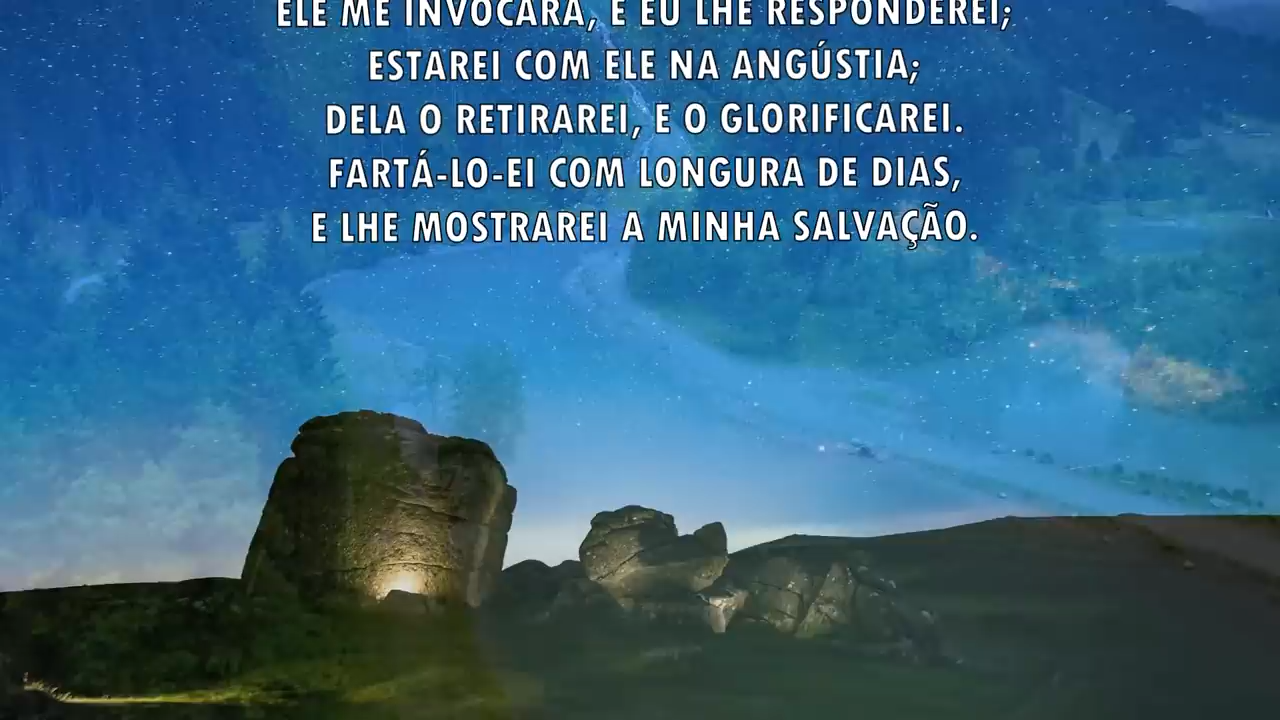 ELE ME INVOCARÁ, E EU LHE RESPONDEREI;
ESTAREI COM ELE NA ANGÚSTIA;
DELA O RETIRAREI, E O GLORIFICAREI.
FARTÁ-LO-EI COM LONGURA DE DIAS,
E LHE MOSTRAREI A MINHA SALVAÇÃO.